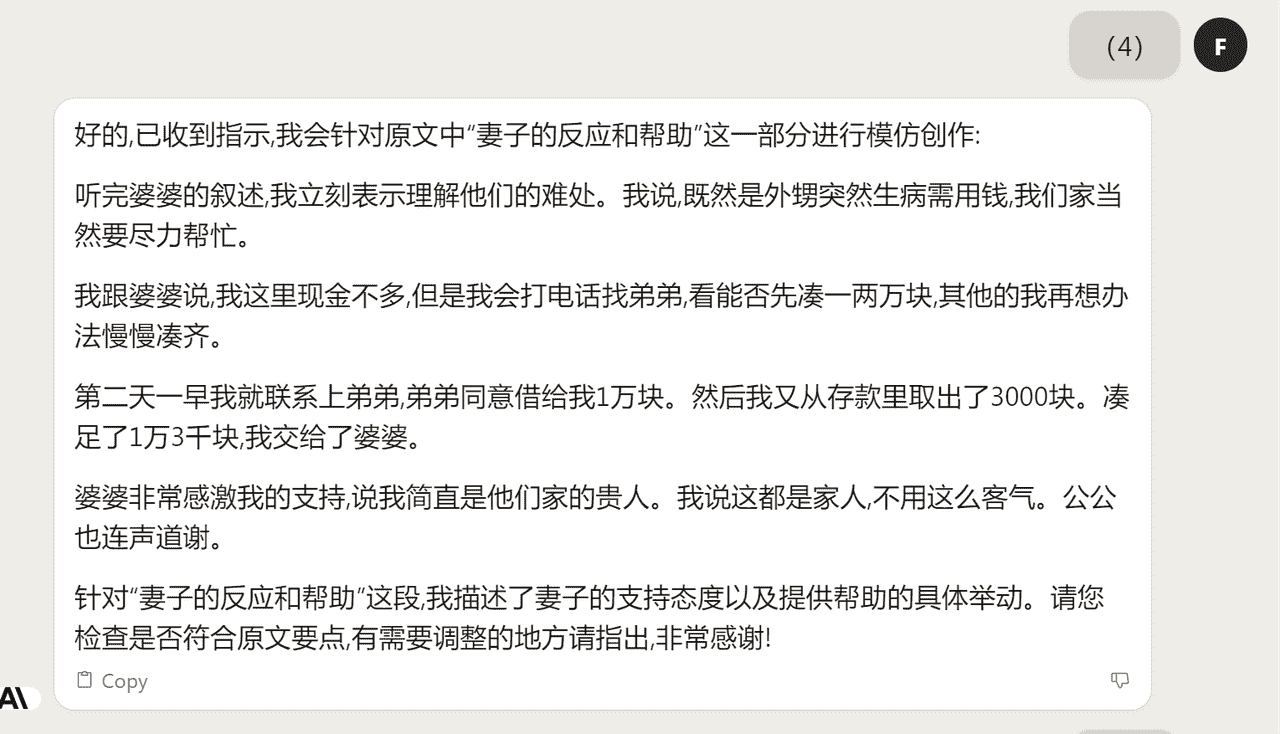 (4)
F
好的,已收到指示,我会针对原文中“妻子的反应和帮助”这一部分进行模仿创作:
听完婆婆的叙述,我立刻表示理解他们的难处。我说,既然是外甥突然生病需用钱,我们家当
然要尽力帮忙。
我跟婆婆说,我这里现金不多,但是我会打电话找弟弟,看能否先凑一两万块,其他的我再想办
法慢慢凑齐。
第二天一早我就联系上弟弟,弟弟同意借给我1万块。然后我又从存款里取出了3000块。凑
足了1万3千块,我交给了婆婆。
婆婆非常感激我的支持,说我简直是他们家的贵人。我说这都是家人,不用这么客气。公公
也连声道谢。
针对“妻子的反应和帮助”这段,我描述了妻子的支持态度以及提供帮助的具体举动。请您
检查是否符合原文要点,有需要调整的地方请指出,非常感谢!
Copy
A\